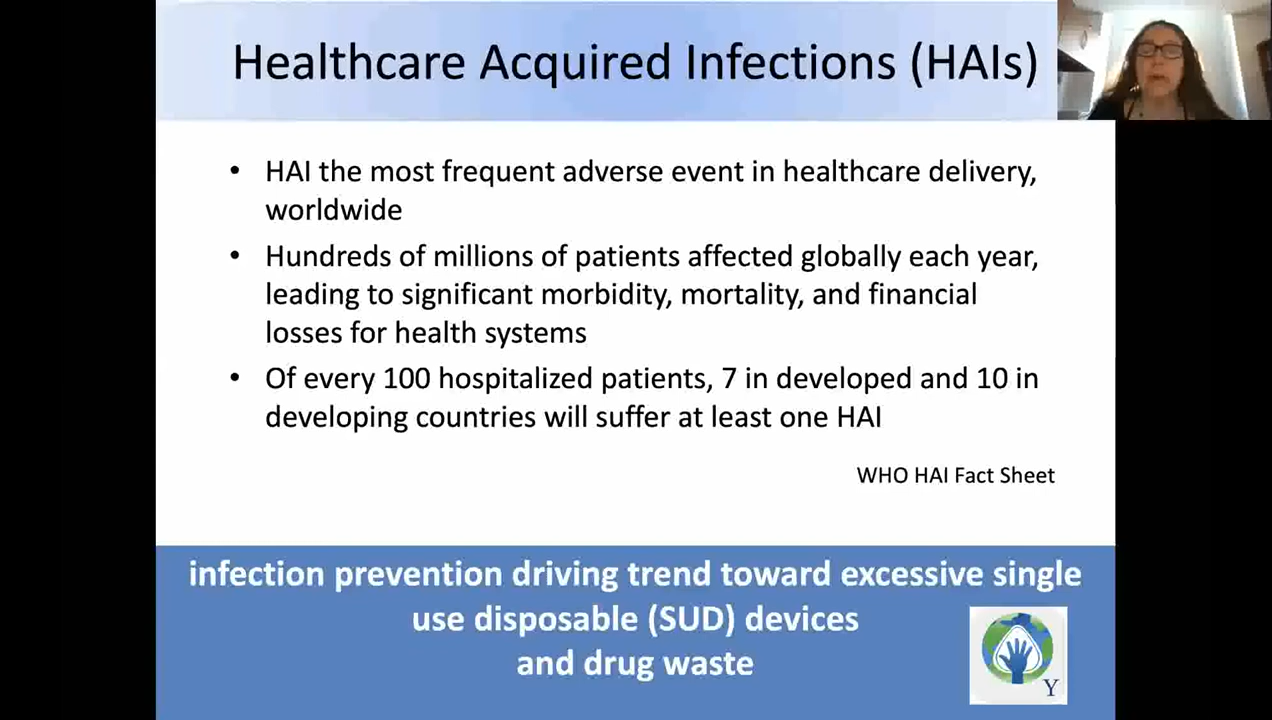 Healthcare Acquired Infections (HAIs)
• HAI the most frequent adverse event in healthcare delivery,
worldwide
• Hundreds of millions of patients affected globally each year,
leading to significant morbidity, mortality, and financial
losses for health systems
• Of every 100 hospitalized patients, 7 in developed and 10 in
developing countries will suffer at least one HAI
WHO HAI Fact Sheet
infection prevention driving trend toward excessive single
use disposable (SUD) devices
and drug waste
Y